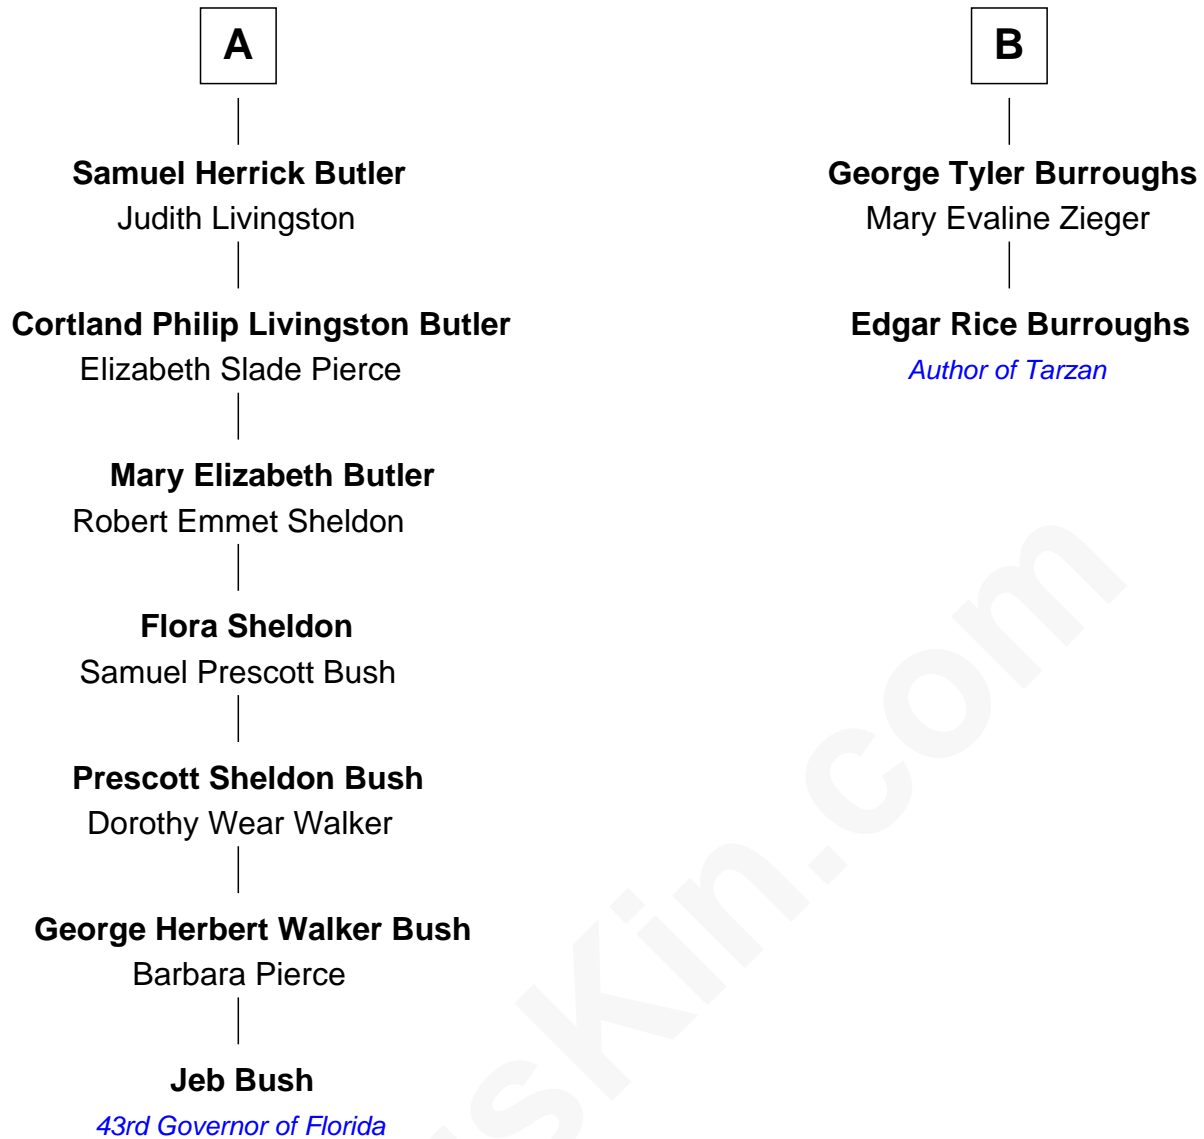 A
Samuel Herrick Butler
Judith Livingston
Cortland Philip Livingston Butler
Elizabeth Slade Pierce
Mary Elizabeth Butler
Robert Emmet Sheldon
Flora Sheldon
Samuel Prescott Bush
Prescott Sheldon Bush
Dorothy Wear Walker
George Herbert Walker Bush
Barbara Pierce
Jeb Bush
43rd Governor of Florida
B
George Tyler Burroughs
Mary Evaline Zieger
Edgar Rice Burroughs
Author of Tarzan
sKin.com